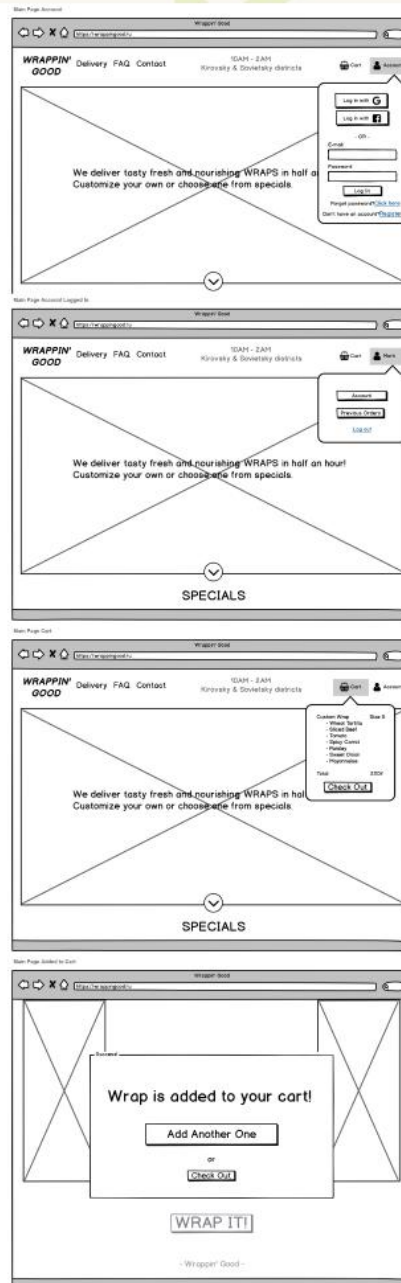 Main Page Account
Wrappin' Good
https://wrappingood.ru
WRAPPIN' GOOD
Delivery FAQ Contact
10AM - 2AM
Kirovsky & Sovietsky districts
Cart
Account
Log in with G
Log in with f
- OR -
E-mail
Password
Log In
Forgot password? Click here
Don't have an account? Register
We deliver tasty fresh and nourishing WRAPS in half a
Customize your own or choose one from specials.
Main Page Account Logged In
Wrappin' Good
https://wrappingood.ru
WRAPPIN' GOOD
Delivery FAQ Contact
10AM - 2AM
Kirovsky & Sovietsky districts
Cart
Mark
Account
Previous Orders
Log out
We deliver tasty fresh and nourishing WRAPS in half an hour!
Customize your own or choose one from specials.
SPECIALS
Main Page Cart
Wrappin' Good
https://wrappingood.ru
WRAPPIN' GOOD
Delivery FAQ Contact
10AM - 2AM
Kirovsky & Sovietsky districts
Cart
Account
Custom Wrap
- Wheat Tortilla
- Sliced Beef
- Tomato
- Spicy Carrot
- Parsley
- Sweet Onion
- Mayonnaise
Total
Check Out
We deliver tasty fresh and nourishing WRAPS in hal
Customize your own or choose one from specials.
SPECIALS
Main Page Added to Cart
Wrappin' Good
https://wrappingood.ru
Success!
Wrap is added to your cart!
Add Another One
or
Check Out
WRAP IT!
- Wrappin' Good -